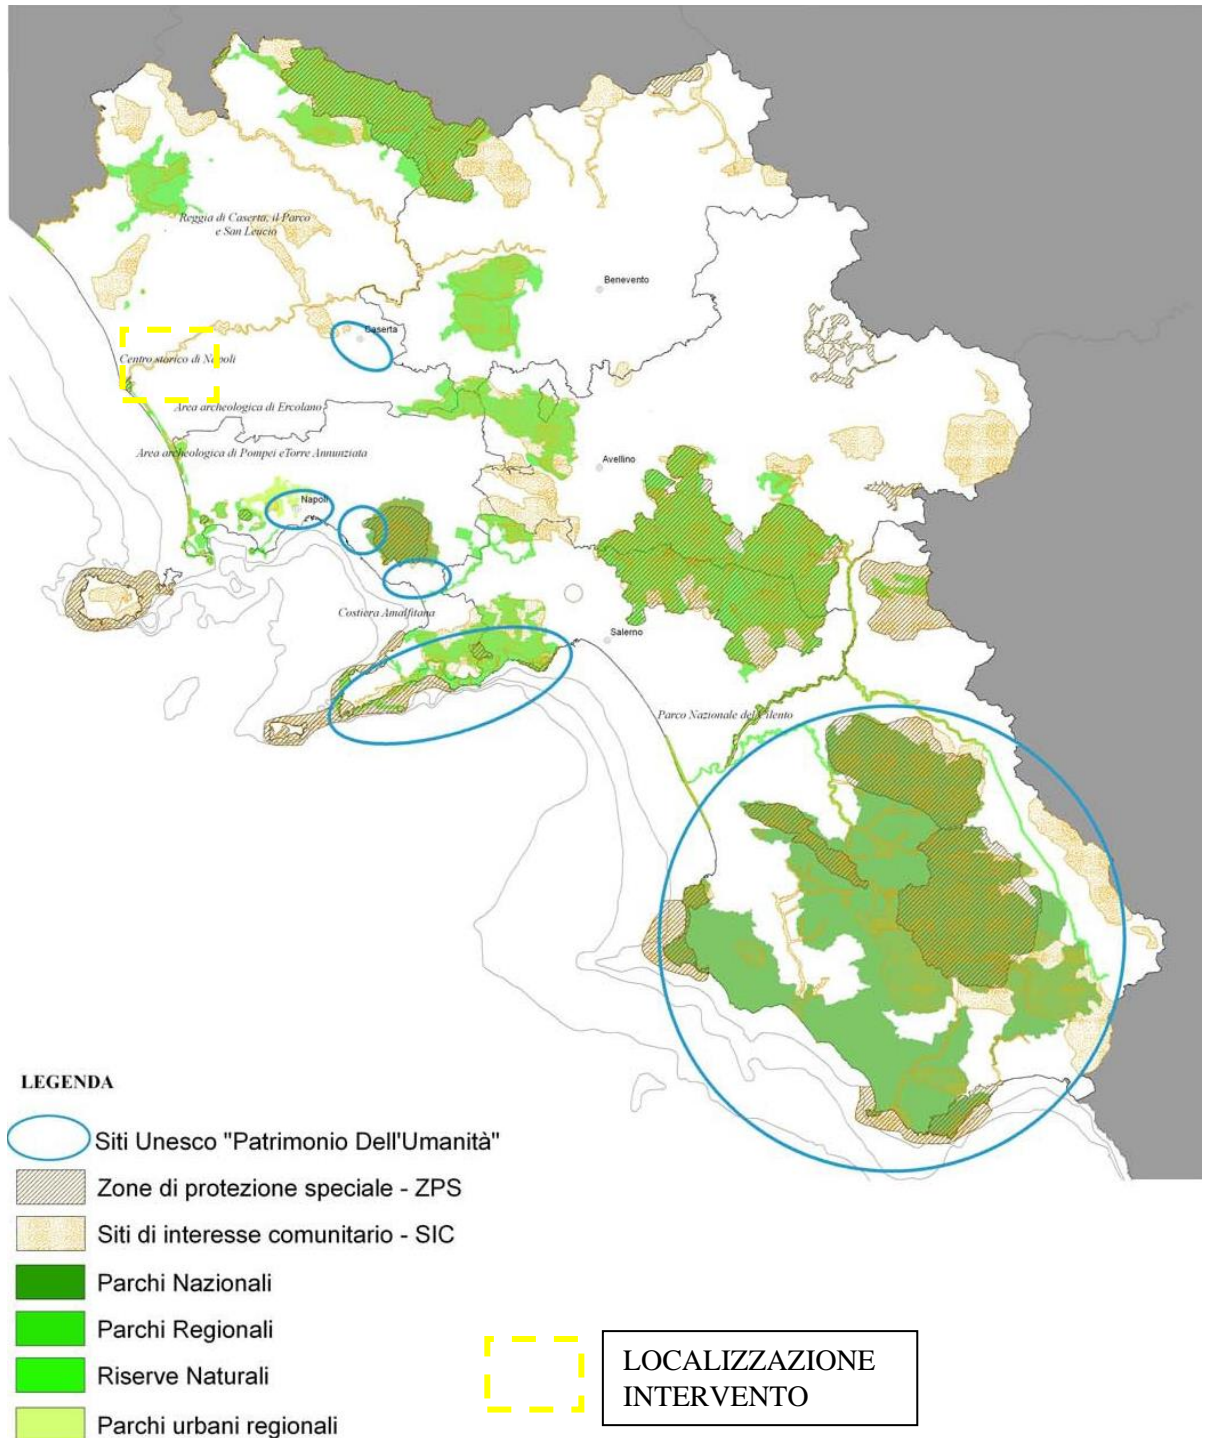 Reggia di Caserta, il Parco
e San Leucio
Benevento
Caserta
Centro storico di Napoli
Area archeologica di Ercolano
Area archeologica di Pompei eTorre Annunziata
Avellino
Napoli
Costiera Amalfitana
Salerno
Parco Nazionale del Cilento
LEGENDA
Siti Unesco "Patrimonio Dell'Umanità"
Zone di protezione speciale - ZPS
Siti di interesse comunitario - SIC
Parchi Nazionali
Parchi Regionali
Riserve Naturali
Parchi urbani regionali
LOCALIZZAZIONE
INTERVENTO